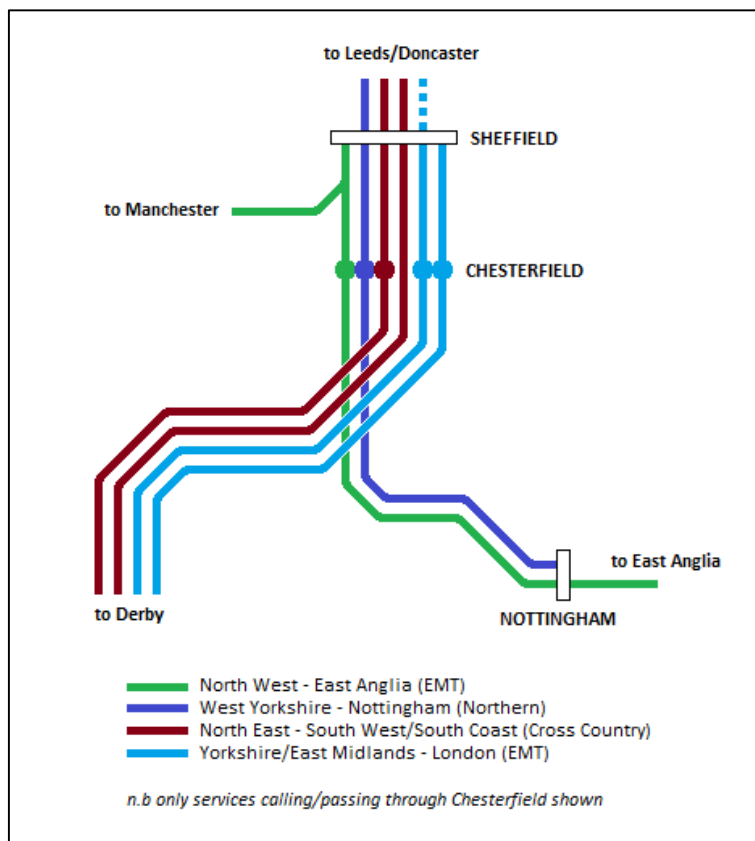 to Leeds/Doncaster
SHEFFIELD
to Manchester
CHESTERFIELD
to East Anglia
to Derby
NOTTINGHAM
North West - East Anglia (EMT)
West Yorkshire - Nottingham (Northern)
North East - South West/South Coast (Cross Country)
Yorkshire/East Midlands - London (EMT)
n.b only services calling/passing through Chesterfield shown